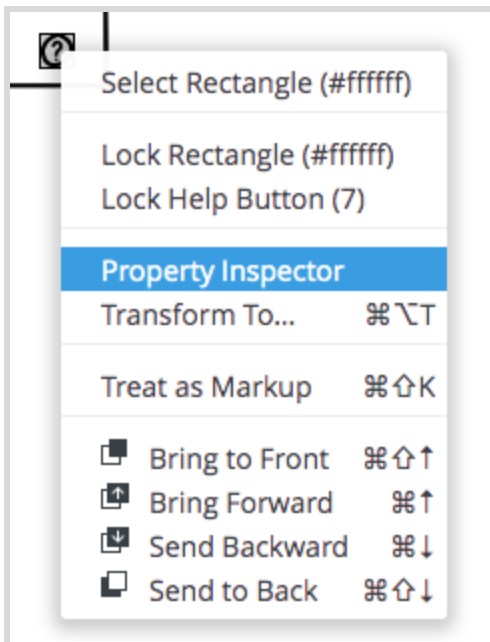 ?
Select Rectangle (#ffffff)
Lock Rectangle (#ffffff)
Lock Help Button (7)
Property Inspector
Transform To... ⌘⌥T
Treat as Markup ⌘⇧K
Bring to Front ⌘⇧↑
Bring Forward ⌘↑
Send Backward ⌘↓
Send to Back ⌘⇧↓